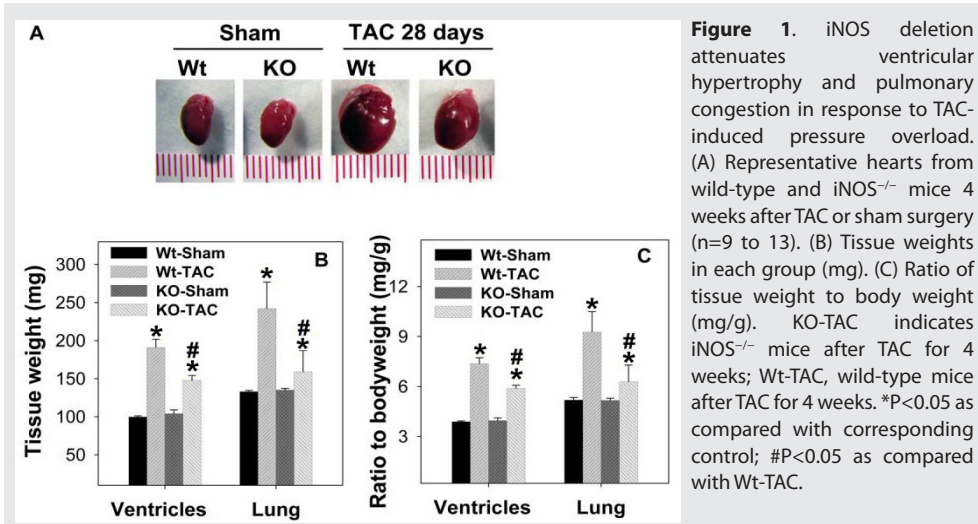 A
Sham
TAC 28 days
Wt
KO
Wt
KO
Tissue weight (mg)
300
250
200
150
100
50
Wt-Sham
Wt-TAC
KO-Sham
KO-TAC
B
*
*
#
*
#
*
Ventricles
Lung
Ratio to bodyweight (mg/g)
12
9
6
3
Wt-Sham
Wt-TAC
KO-Sham
KO-TAC
C
*
*
#
*
#
*
Ventricles
Lung
Figure 1. iNOS deletion
attenuates ventricular
hypertrophy and pulmonary
congestion in response to TAC-
induced pressure overload.
(A) Representative hearts from
wild-type and iNOS−/− mice 4
weeks after TAC or sham surgery
(n=9 to 13). (B) Tissue weights
in each group (mg). (C) Ratio of
tissue weight to body weight
(mg/g). KO-TAC indicates
iNOS−/− mice after TAC for 4
weeks; Wt-TAC, wild-type mice
after TAC for 4 weeks. *P<0.05 as
compared with corresponding
control; #P<0.05 as compared
with Wt-TAC.